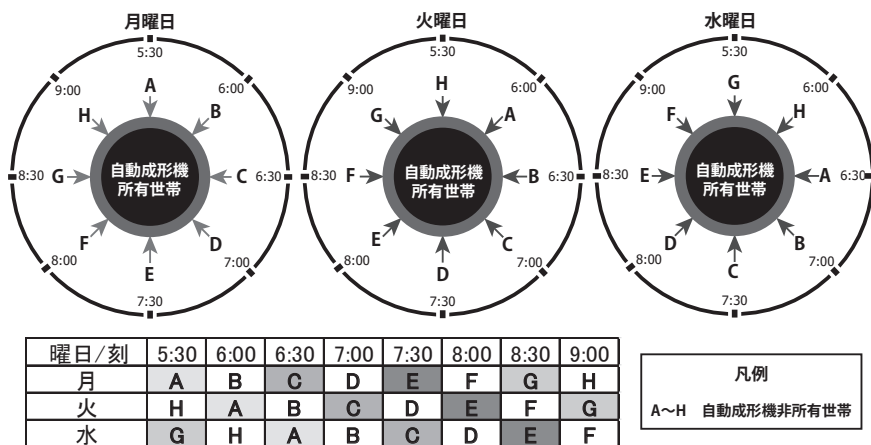 月曜日
5:30
6:00
6:30
7:00
7:30
8:00
8:30
9:00
A
B
C
D
E
F
G
H
自動成形機
所有世帯
火曜日
5:30
6:00
6:30
7:00
7:30
8:00
8:30
9:00
H
A
B
C
D
E
F
G
自動成形機
所有世帯
水曜日
5:30
6:00
6:30
7:00
7:30
8:00
8:30
9:00
G
H
A
B
C
D
E
F
自動成形機
所有世帯
曜日/刻 5:30 6:00 6:30 7:00 7:30 8:00 8:30 9:00
月 A B C D E F G H
火 H A B C D E F G
水 G H A B C D E F
凡例
A〜H 自動成形機非所有世帯